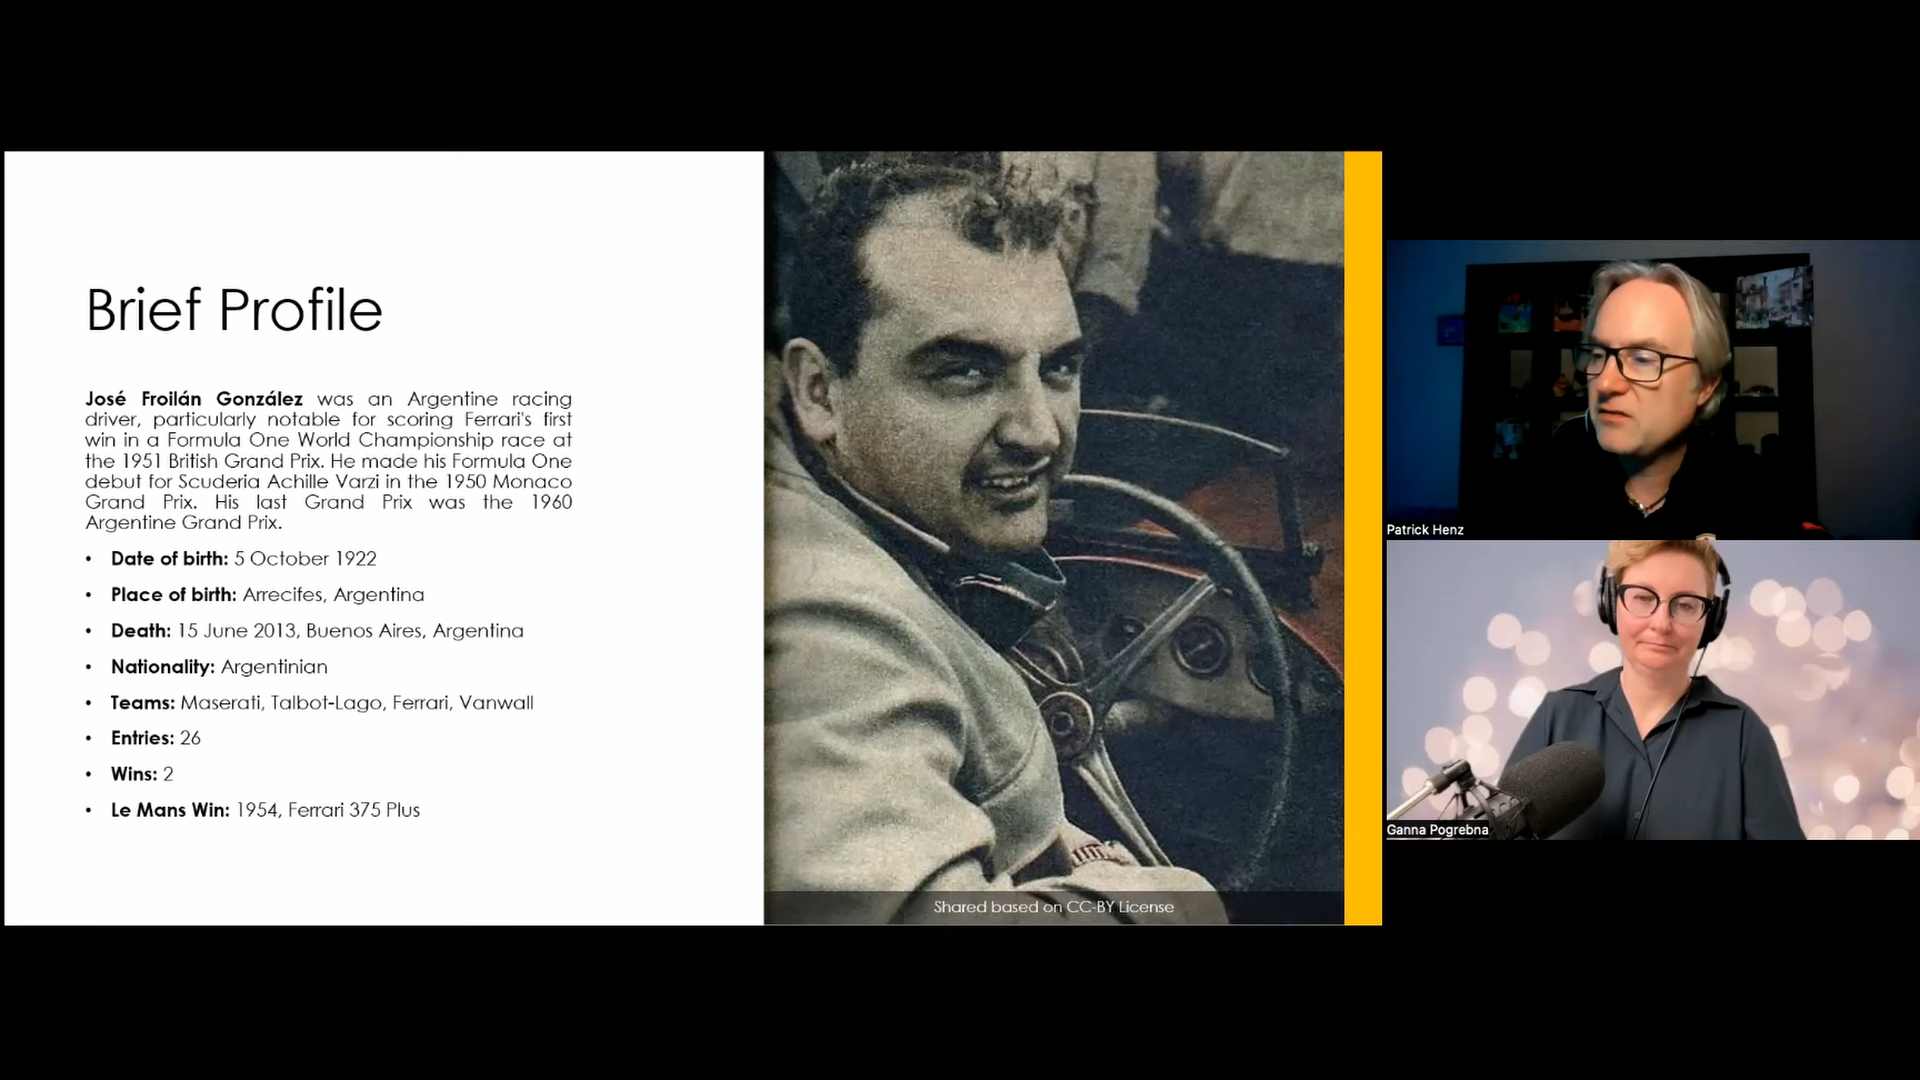 Brief Profile
José Froilán González was an Argentine racing
driver, particularly notable for scoring Ferrari's first
win in a Formula One World Championship race at
the 1951 British Grand Prix. He made his Formula One
debut for Scuderia Achille Varzi in the 1950 Monaco
Grand Prix. His last Grand Prix was the 1960
Argentine Grand Prix.
• Date of birth: 5 October 1922
• Place of birth: Arrecifes, Argentina
• Death: 15 June 2013, Buenos Aires, Argentina
• Nationality: Argentinian
• Teams: Maserati, Talbot-Lago, Ferrari, Vanwall
• Entries: 26
• Wins: 2
• Le Mans Win: 1954, Ferrari 375 Plus
Shared based on CC-BY License
Patrick Henz
Ganna Pogrebna